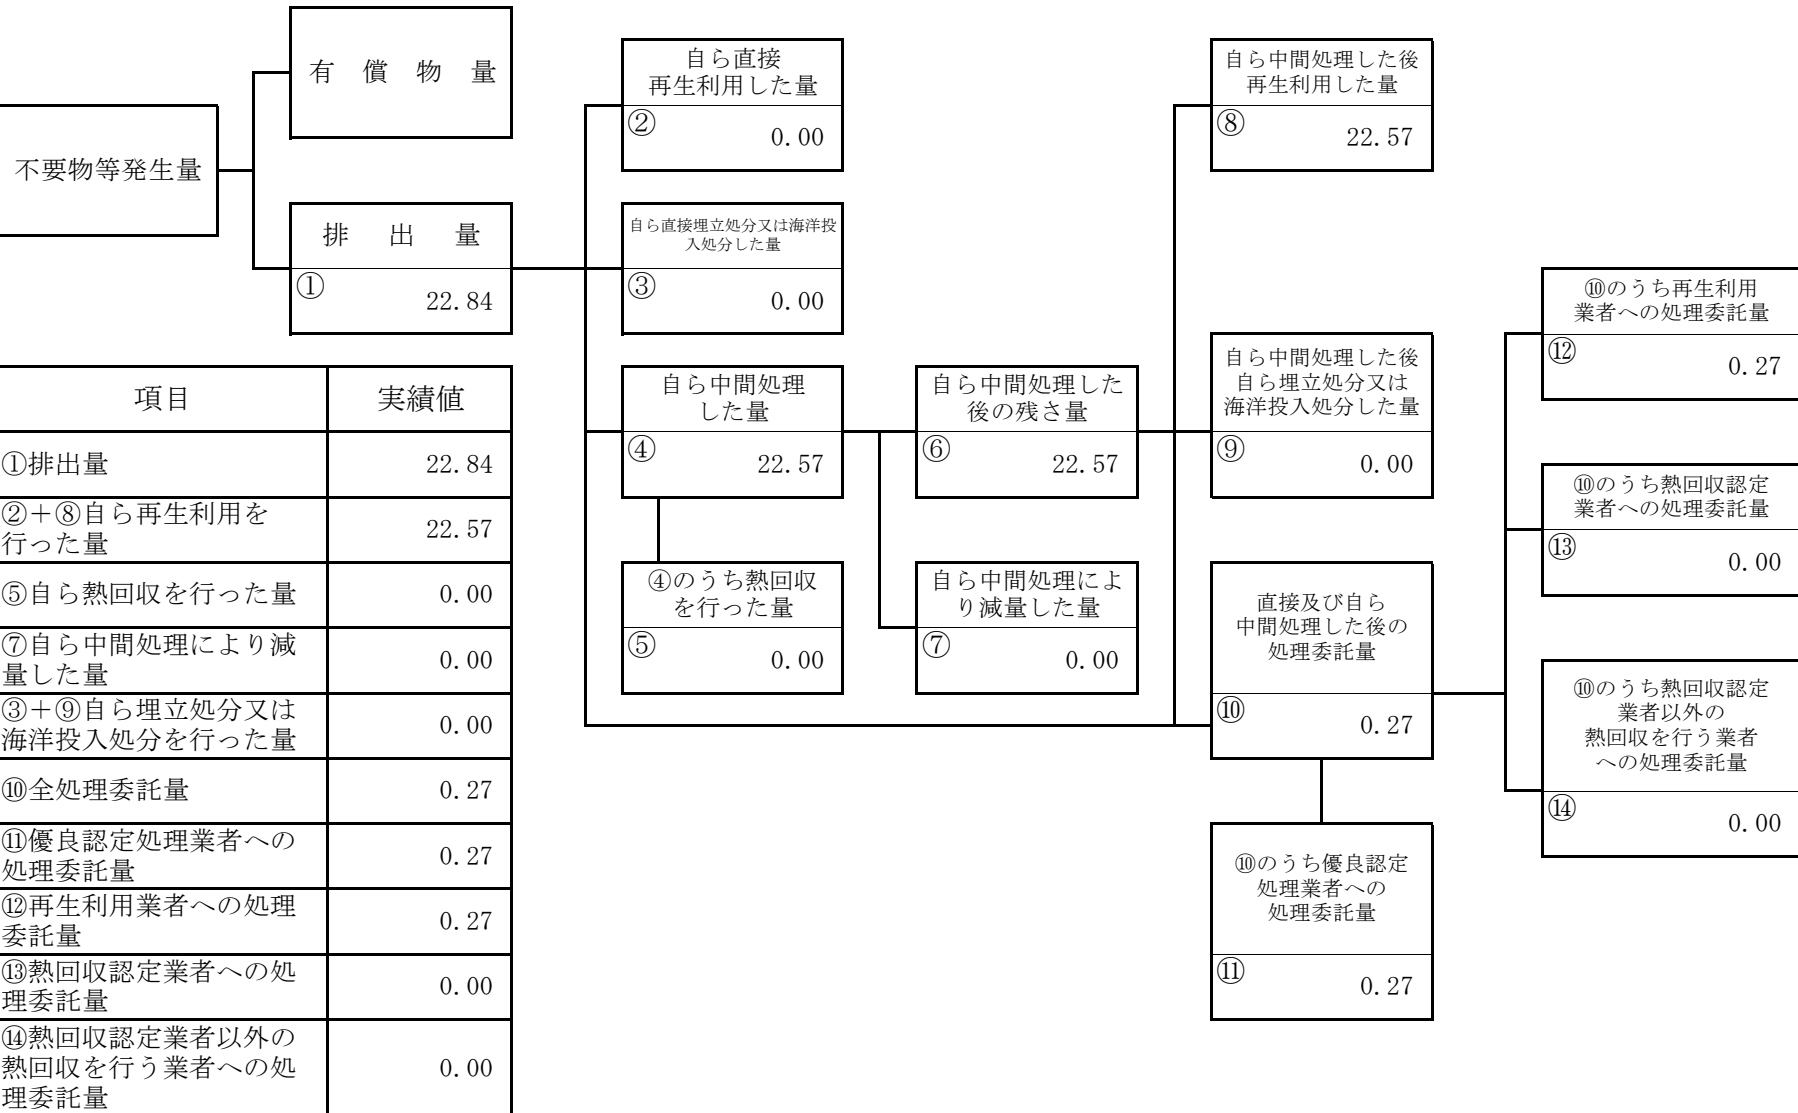 不要物等発生量
有償物量
排出量
①
22.84
自ら直接
再生利用した量
②
0.00
自ら直接埋立処分又は海洋投
入処分した量
③
0.00
自ら中間処理
した量
④
22.57
④のうち熱回収
を行った量
⑤
0.00
自ら中間処理した
後の残さ量
⑥
22.57
自ら中間処理によ
り減量した量
⑦
0.00
自ら中間処理した後
再生利用した量
⑧
22.57
自ら中間処理した後
自ら埋立処分又は
海洋投入処分した量
⑨
0.00
直接及び自ら
中間処理した後の
処理委託量
⑩
0.27
⑩のうち優良認定
処理業者への
処理委託量
⑪
0.27
⑩のうち再生利用
業者への処理委託量
⑫
0.27
⑩のうち熱回収認定
業者への処理委託量
⑬
0.00
⑩のうち熱回収認定
業者以外の
熱回収を行う業者
への処理委託量
⑭
0.00
項目 実績値
①排出量 22.84
②＋⑧自ら再生利用を
行った量
22.57
⑤自ら熱回収を行った量 0.00
⑦自ら中間処理により減
量した量
0.00
③＋⑨自ら埋立処分又は
海洋投入処分を行った量
0.00
⑩全処理委託量 0.27
⑪優良認定処理業者への
処理委託量
0.27
⑫再生利用業者への処理
委託量
0.27
⑬熱回収認定業者への処
理委託量
0.00
⑭熱回収認定業者以外の
熱回収を行う業者への処
理委託量
0.00